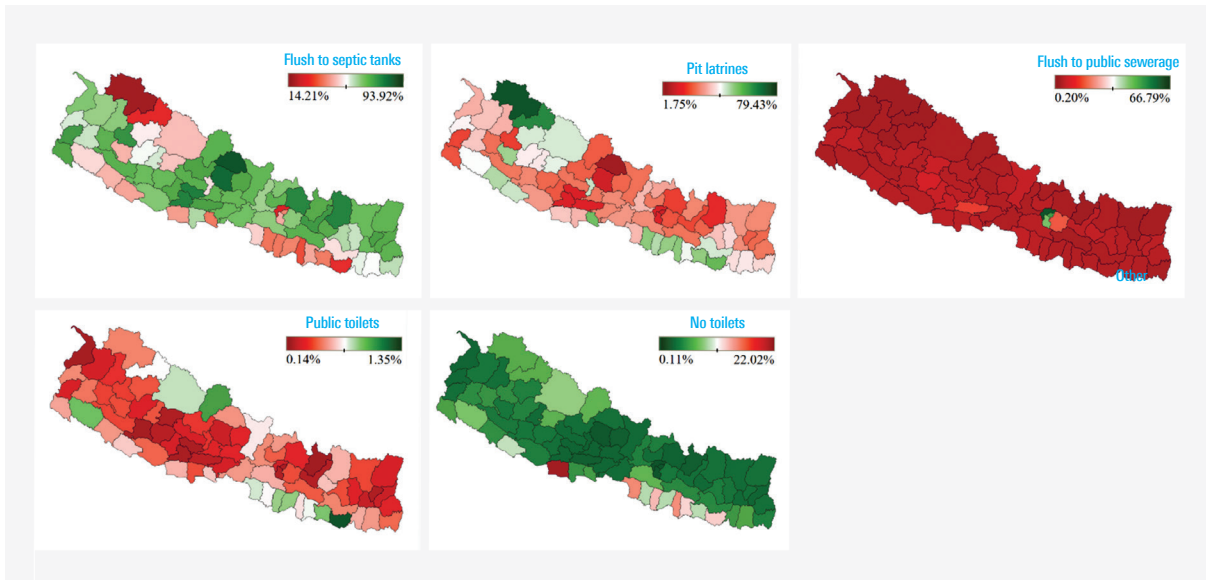 Flush to septic tanks
14.21% 93.92%
Pit latrines
1.75% 79.43%
Flush to public sewerage
0.20% 66.79%
Other
Public toilets
0.14% 1.35%
No toilets
0.11% 22.02%